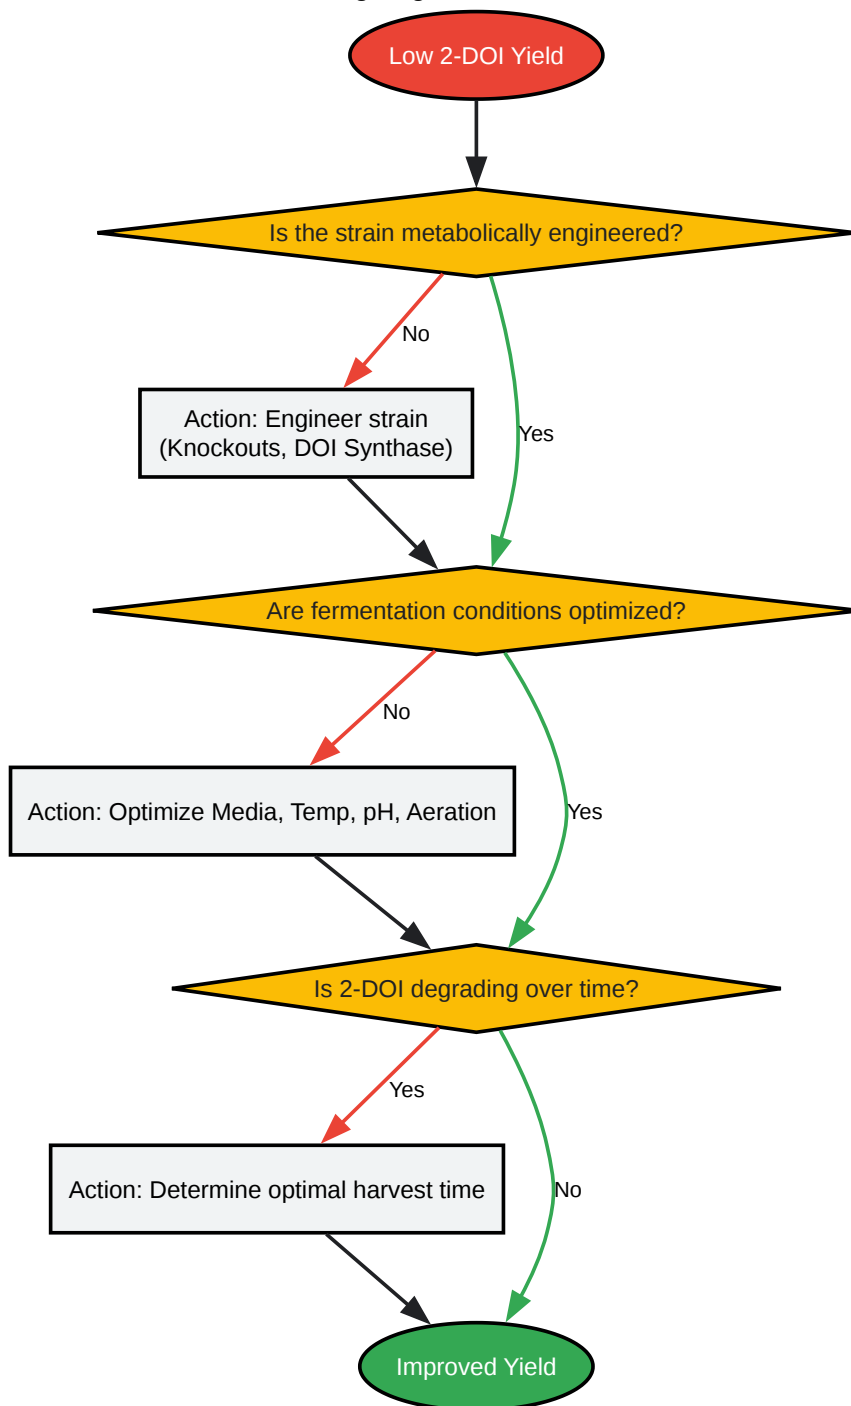 Low 2-DOI Yield
Is the strain metabolically engineered?
No
Yes
Action: Engineer strain
(Knockouts, DOI Synthase)
Are fermentation conditions optimized?
No
Yes
Action: Optimize Media, Temp, pH, Aeration
Is 2-DOI degrading over time?
Yes
No
Action: Determine optimal harvest time
Improved Yield